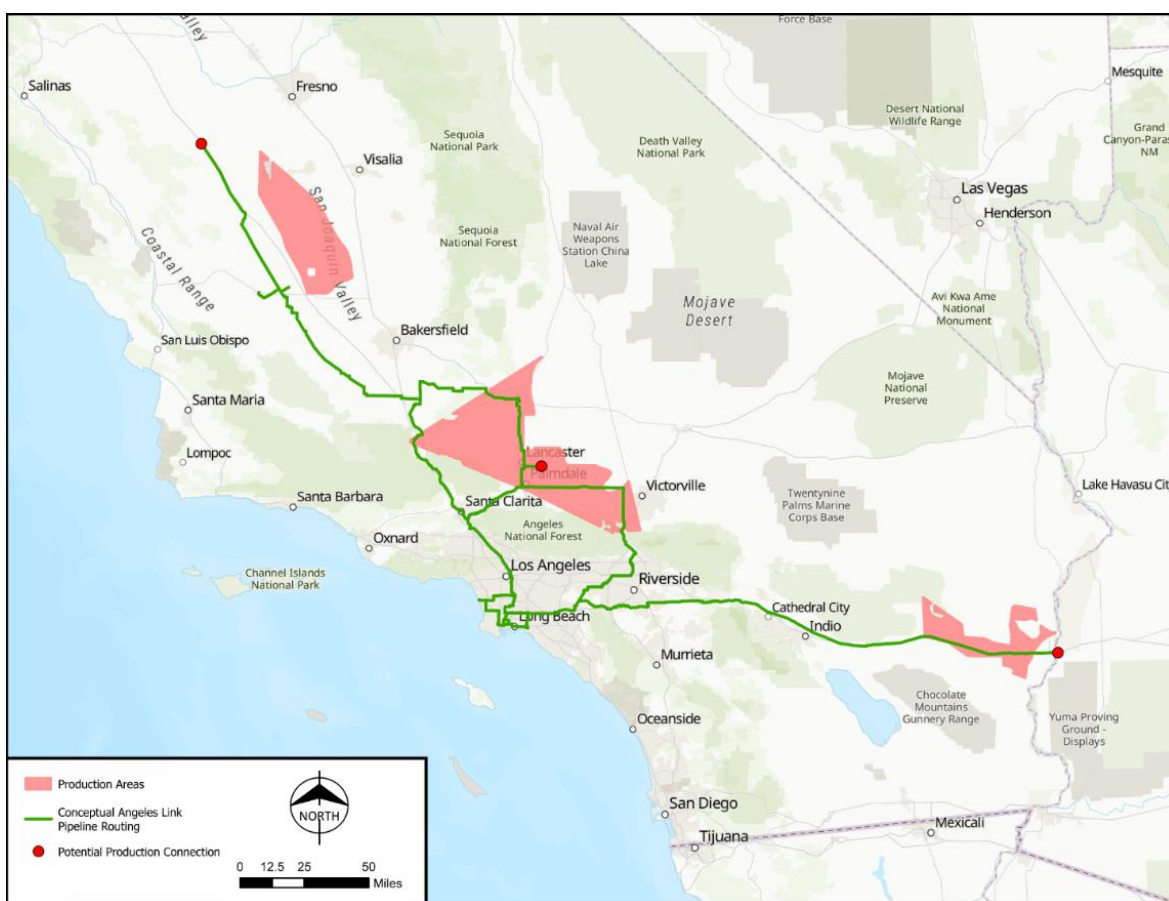 Force Base
Valley
Mesquite
Salinas
Fresno
Desert National
Wildlife Range
Sequoia
National Park
Death Valley
National Park
Grand
Canyon-Paras
NM
Visalia
Las Vegas
Henderson
San Joaquin Valley
Coastal Range
Sequoia
National Forest
Naval Air
Weapons
Station China
Lake
Mojave
Desert
Avi Kwa Ame
National
Monument
Bakersfield
San Luis Obispo
Mojave
National
Preserve
Santa Maria
Lompoc
Lancaster
Palmdale
Victorville
Lake Havasu City
Santa Barbara
Santa Clarita
Twentynine
Palms Marine
Corps Base
Angeles
National Forest
Oxnard
Los Angeles
Riverside
Channel Islands
National Park
Long Beach
Cathedral City
Indio
Murrieta
Chocolate
Mountains
Gunnery Range
Yuma Proving
Ground -
Displays
Oceanside
San Diego
Tijuana
Mexicali
Production Areas
Conceptual Angeles Link
Pipeline Routing
Potential Production Connection
NORTH
0 12.5 25 50
Miles